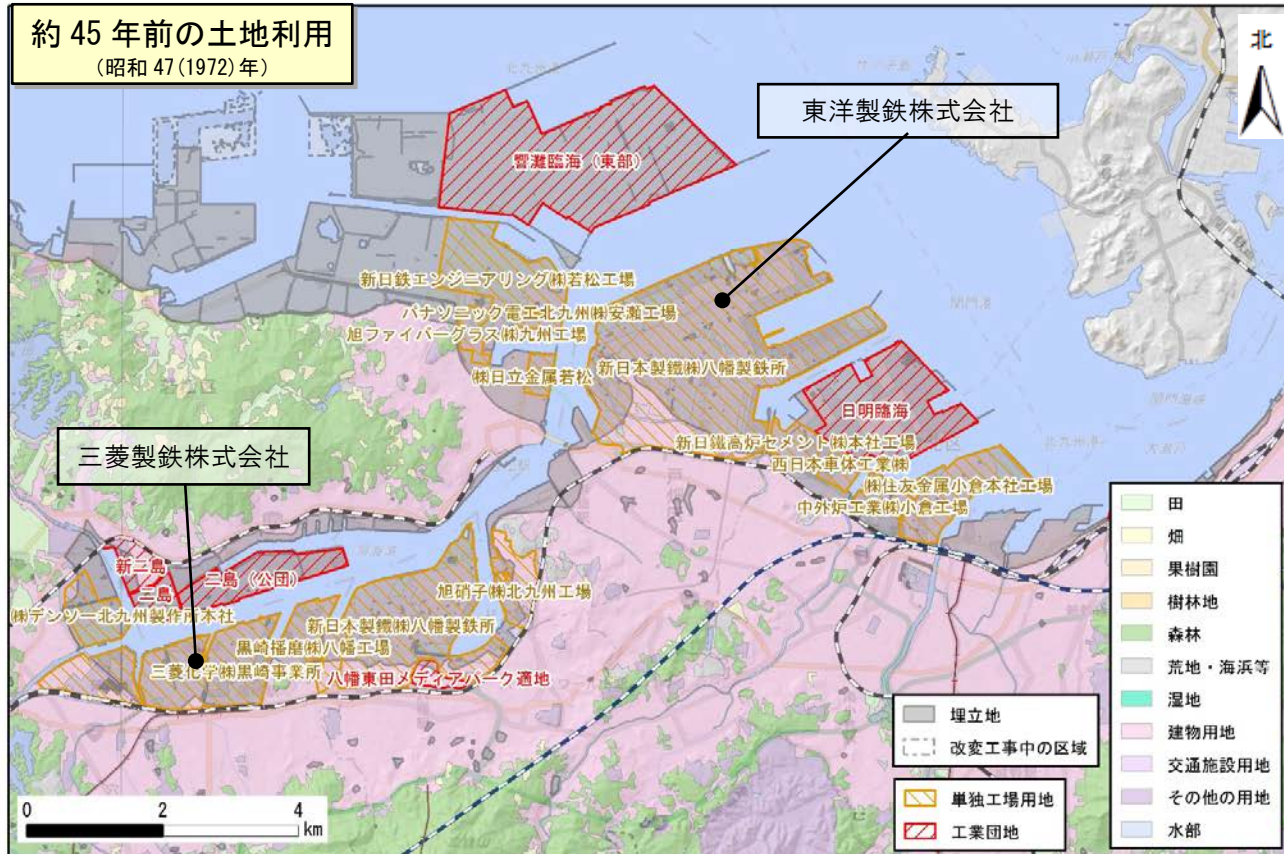 約 45 年前の土地利用
(昭和 47(1972)年)
北
東洋製鉄株式会社
響灘臨海（東部）
新日鉄エンジニアリング㈱若松工場
パナソニック電工北九州㈱安瀬工場
旭ファイバーグラス㈱九州工場
㈱日立金属若松
新日本製鐵㈱八幡製鉄所
日明臨海
新日鐵高炉セメント㈱本社工場
西日本車体工業㈱
㈱住友金属小倉本社工場
中外炉工業㈱小倉工場
三菱製鉄株式会社
新二島
二島
二島（公団）
㈱デンソー北九州製作所本社
旭硝子㈱北九州工場
新日本製鐵㈱八幡製鉄所
黒崎播磨㈱八幡工場
三菱化学㈱黒崎事業所
八幡東田メディアパーク適地
関門港
北九州港
0 2 4
km
埋立地
改変工事中の区域
単独工場用地
工業団地
田
畑
果樹園
樹林地
森林
荒地・海浜等
湿地
建物用地
交通施設用地
その他の用地
水部